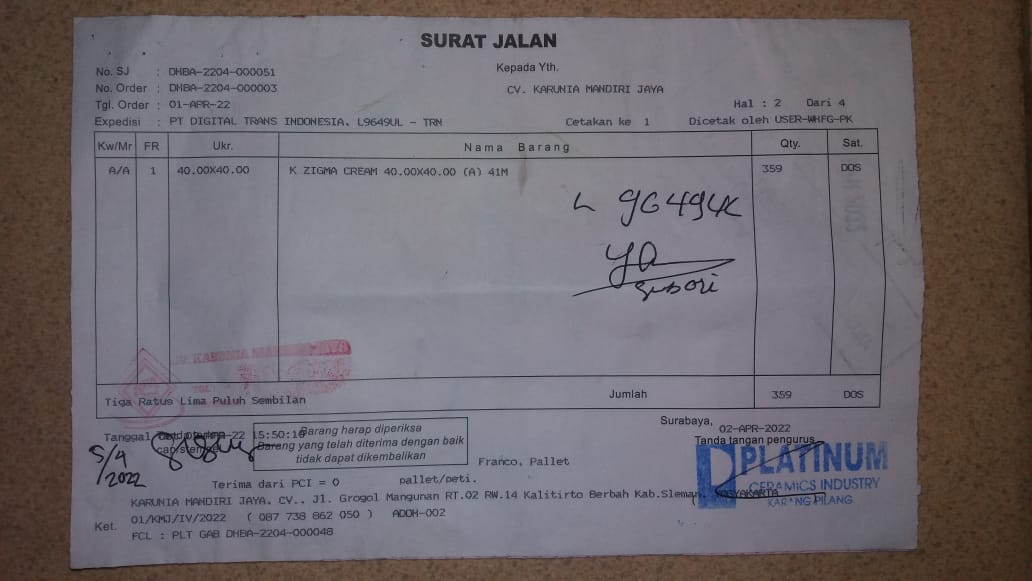 SURAT JALAN
No. SJ : DHBA-2204-000051
Kepada Yth.
No. Order : DHBA-2204-000003
CV. KARUNIA MANDIRI JAYA
Tgl. Order : 01-APR-22
Hal : 2 Dari 4
Expedisi : PT DIGITAL TRANS INDONESIA, L9649UL - TRN
Cetakan ke 1 Dicetak oleh USER-WHFG-PK
Kw/Mr FR Ukr. Nama Barang Qty. Sat.
A/A 1 40.00X40.00 K ZIGMA CREAM 40.00X40.00 (A) 41M 359 DOS
KARUNIA
TGL :
Tiga Ratus Lima Puluh Sembilan Jumlah 359 DOS
Surabaya, 02-APR-2022
Tanggal 15:50:16
Tanda tangan pengurus
Barang harap diperiksa
Barang yang telah diterima dengan baik
tidak dapat dikembalikan
5/4
2022
Franco, Pallet
PLATINUM
CERAMICS INDUSTRY
KARANG PILANG
Terima dari PCI = 0 pallet/peti.
KARUNIA MANDIRI JAYA, CV., Jl. Grogol Mangunan RT.02 RW.14 Kalitirto Berbah Kab.Sleman, YOGYAKARTA
Ket. 01/KMJ/IV/2022 ( 087 738 862 050 ) ADOH-002
FCL : PLT GAB DHBA-2204-000048